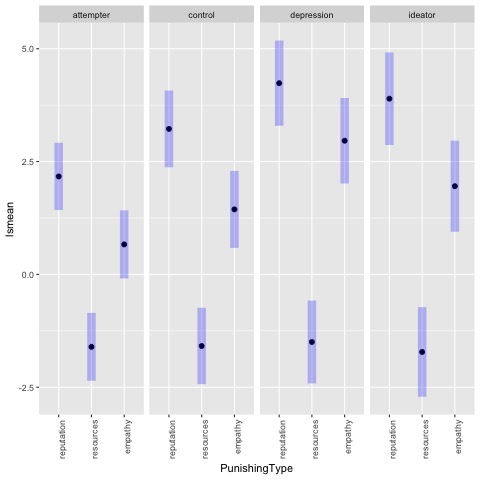 attempter control depression ideator
5.0
2.5
0.0
-2.5
lsmean
reputation resources empathy reputation resources empathy reputation resources empathy reputation resources empathy
PunishingType